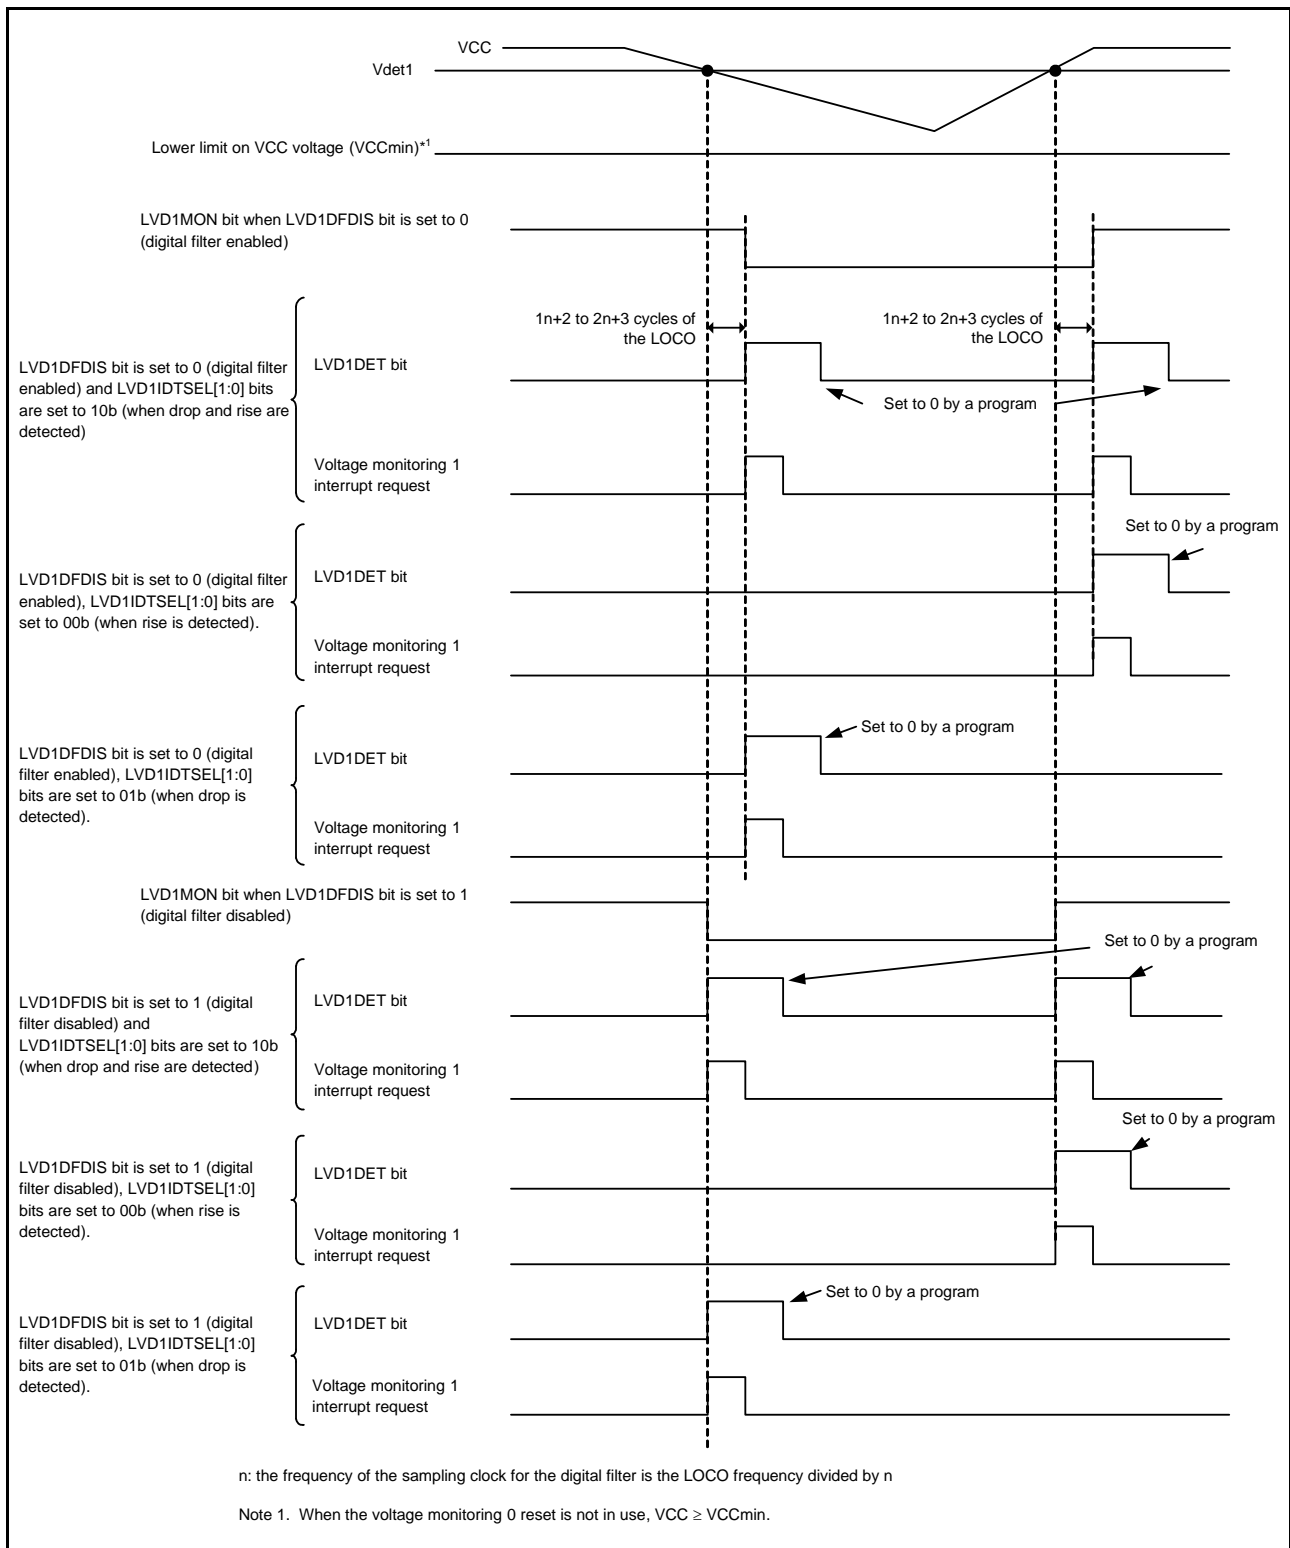 VCC
Vdet1
Lower limit on VCC voltage (VCCmin)*1
LVD1MON bit when LVD1DFDIS bit is set to 0
(digital filter enabled)
1n+2 to 2n+3 cycles of
the LOCO
1n+2 to 2n+3 cycles of
the LOCO
LVD1DFDIS bit is set to 0 (digital filter
enabled) and LVD1IDTSEL[1:0] bits
are set to 10b (when drop and rise are
detected)
LVD1DET bit
Set to 0 by a program
Voltage monitoring 1
interrupt request
Set to 0 by a program
LVD1DFDIS bit is set to 0 (digital filter
enabled), LVD1IDTSEL[1:0] bits are
set to 00b (when rise is detected).
LVD1DET bit
Voltage monitoring 1
interrupt request
Set to 0 by a program
LVD1DFDIS bit is set to 0 (digital
filter enabled), LVD1IDTSEL[1:0]
bits are set to 01b (when drop is
detected).
LVD1DET bit
Voltage monitoring 1
interrupt request
LVD1MON bit when LVD1DFDIS bit is set to 1
(digital filter disabled)
Set to 0 by a program
LVD1DFDIS bit is set to 1 (digital
filter disabled) and
LVD1IDTSEL[1:0] bits are set to 10b
(when drop and rise are detected)
LVD1DET bit
Voltage monitoring 1
interrupt request
Set to 0 by a program
LVD1DFDIS bit is set to 1 (digital
filter disabled), LVD1IDTSEL[1:0]
bits are set to 00b (when rise is
detected).
LVD1DET bit
Voltage monitoring 1
interrupt request
Set to 0 by a program
LVD1DFDIS bit is set to 1 (digital
filter disabled), LVD1IDTSEL[1:0]
bits are set to 01b (when drop is
detected).
LVD1DET bit
Voltage monitoring 1
interrupt request
n: the frequency of the sampling clock for the digital filter is the LOCO frequency divided by n
Note 1. When the voltage monitoring 0 reset is not in use, VCC ≥ VCCmin.